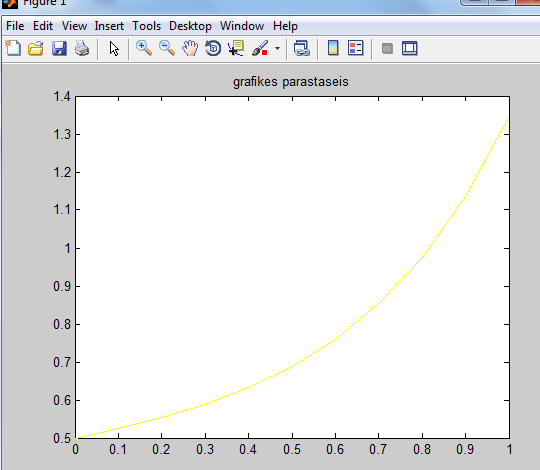 Figure 1
File Edit View Insert Tools Desktop Window Help
grafikes parastaseis
1.4
1.3
1.2
1.1
1
0.9
0.8
0.7
0.6
0.5
0 0.1 0.2 0.3 0.4 0.5 0.6 0.7 0.8 0.9 1